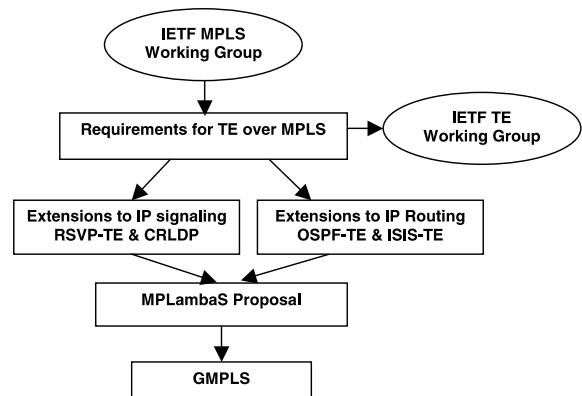 IETF MPLS
Working Group
Requirements for TE over MPLS
IETF TE
Working Group
Extensions to IP signaling
RSVP-TE & CRLDP
Extensions to IP Routing
OSPF-TE & ISIS-TE
MPLambaS Proposal
GMPLS